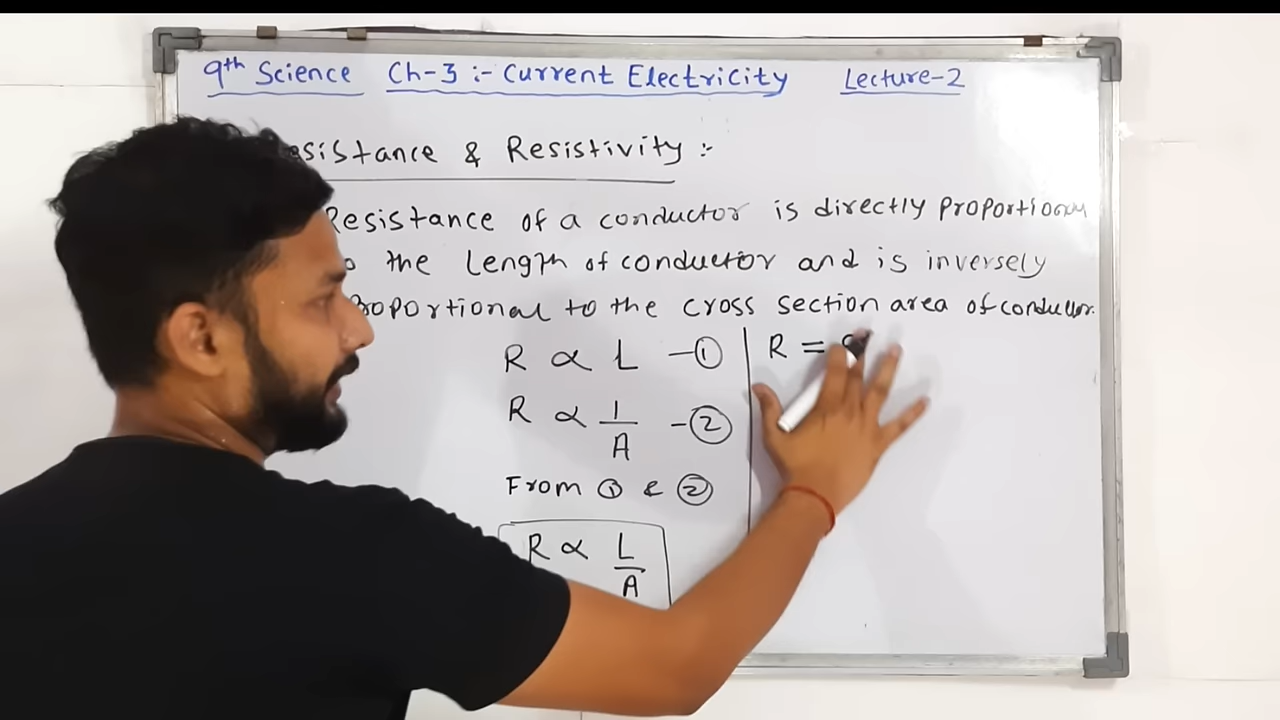 9th Science Ch-3 :- Current Electricity Lecture-2
esistance & Resistivity :-
Resistance of a conductor is directly proportional
the Length of conductor and is inversely
roportional to the cross section area of conductor.
R ∝ L -①
R ∝ 1/A -②
From ① & ②
R ∝ L/A
R =